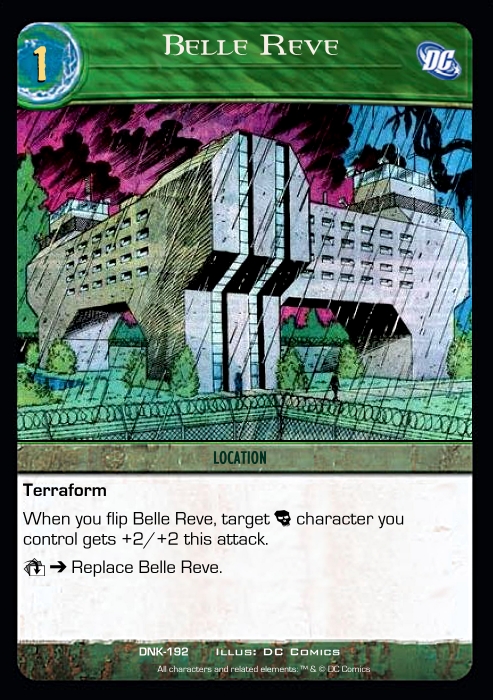 1
Belle Reve
DC
LOCATION
Terraform
When you flip Belle Reve, target character you
control gets +2/+2 this attack.
➔ Replace Belle Reve.
DNK-192 Illus: DC Comics
All characters and related elements: ™ & © DC Comics